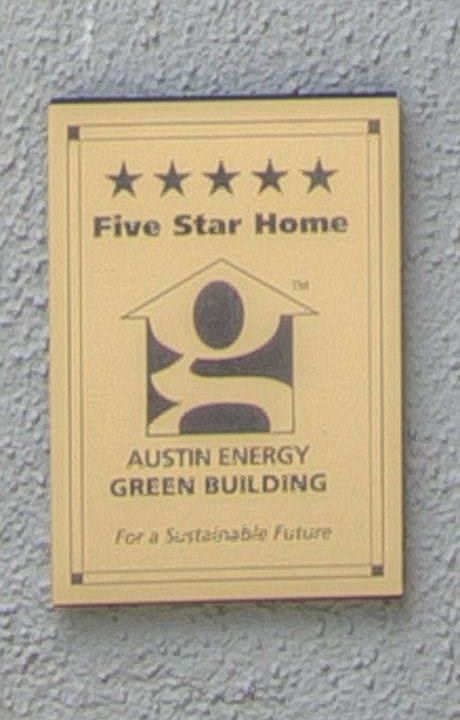 Five Star Home
TM
AUSTIN ENERGY
GREEN BUILDING
For a Sustainable Future